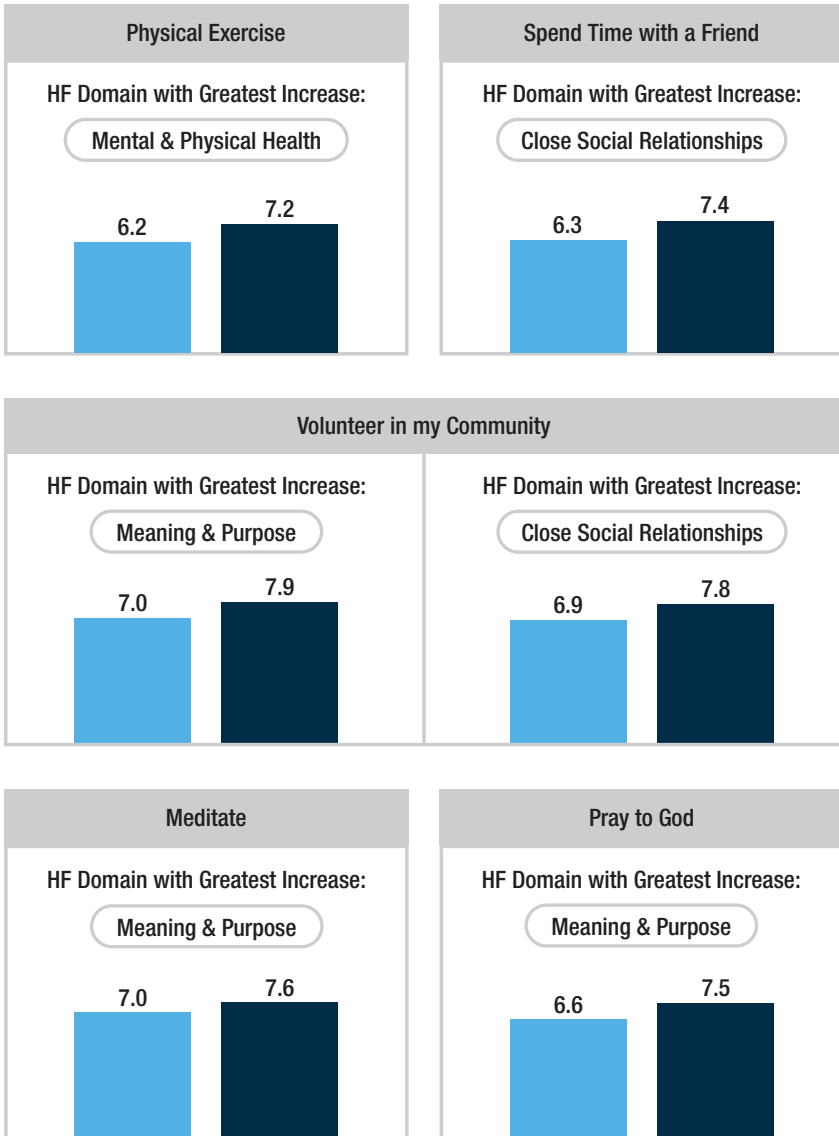 Physical Exercise
HF Domain with Greatest Increase:
Mental & Physical Health
6.2
7.2
Spend Time with a Friend
HF Domain with Greatest Increase:
Close Social Relationships
6.3
7.4
Volunteer in my Community
HF Domain with Greatest Increase:
Meaning & Purpose
7.0
7.9
HF Domain with Greatest Increase:
Close Social Relationships
6.9
7.8
Meditate
HF Domain with Greatest Increase:
Meaning & Purpose
7.0
7.6
Pray to God
HF Domain with Greatest Increase:
Meaning & Purpose
6.6
7.5